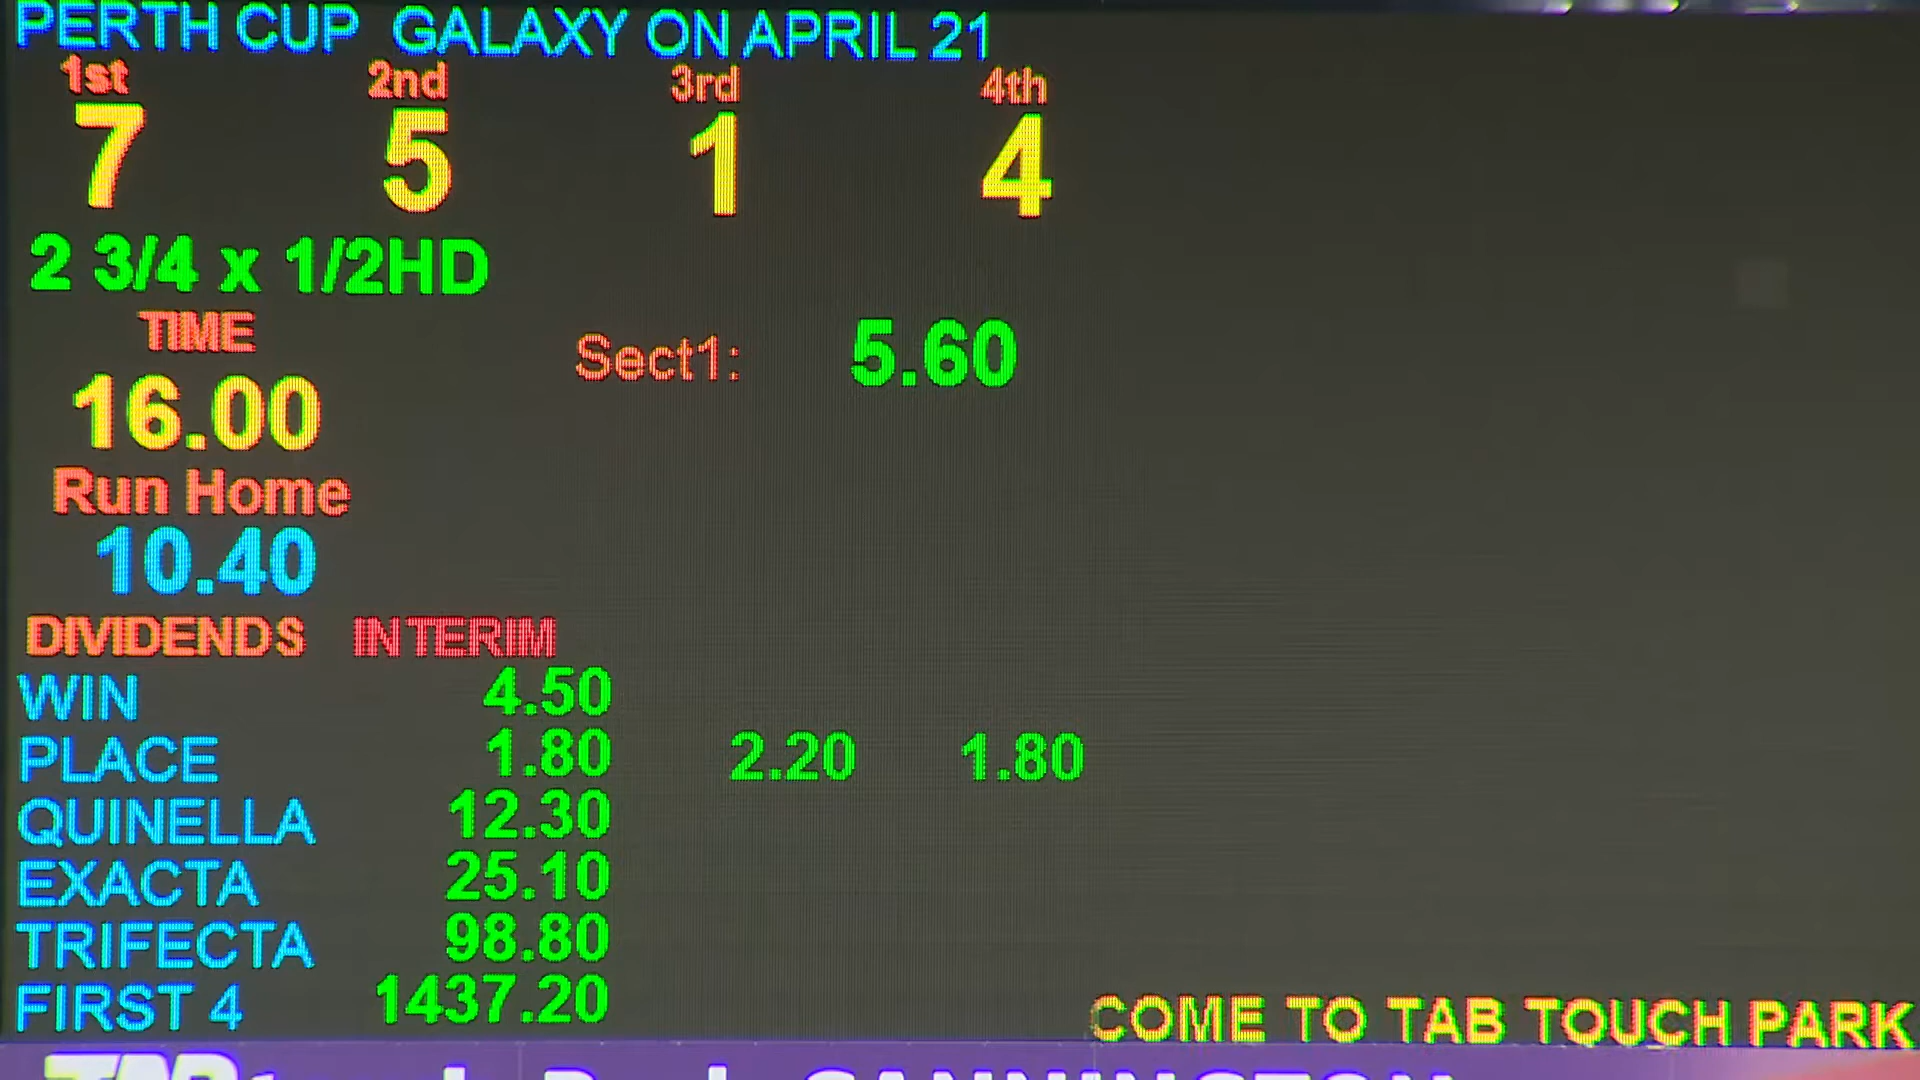 PERTH CUP GALAXY ON APRIL 21
1st 2nd 3rd 4th
7 5 1 4
2 3/4 x 1/2HD
TIME
Sect1: 5.60
16.00
Run Home
10.40
DIVIDENDS INTERIM
WIN 4.50
PLACE 1.80 2.20 1.80
QUINELLA 12.30
EXACTA 25.10
TRIFECTA 98.80
FIRST 4 1437.20
COME TO TAB TOUCH PARK